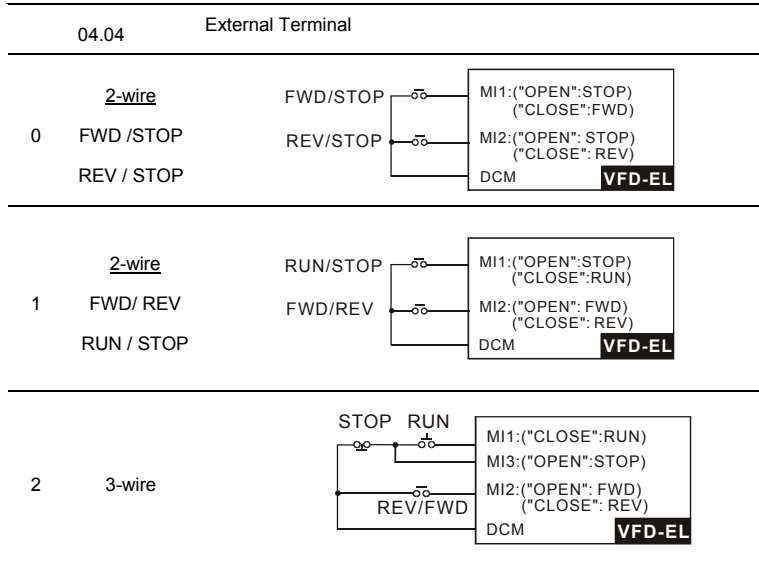 04.04 External Terminal
2-wire
0 FWD /STOP
REV / STOP
FWD/STOP
REV/STOP
MI1:("OPEN":STOP)
("CLOSE":FWD)
MI2:("OPEN": STOP)
("CLOSE": REV)
DCM VFD-EL
2-wire
1 FWD/ REV
RUN / STOP
RUN/STOP
FWD/REV
MI1:("OPEN":STOP)
("CLOSE":RUN)
MI2:("OPEN": FWD)
("CLOSE": REV)
DCM VFD-EL
2 3-wire
STOP RUN
REV/FWD
MI1:("CLOSE":RUN)
MI3:("OPEN":STOP)
MI2:("OPEN": FWD)
("CLOSE": REV)
DCM VFD-EL